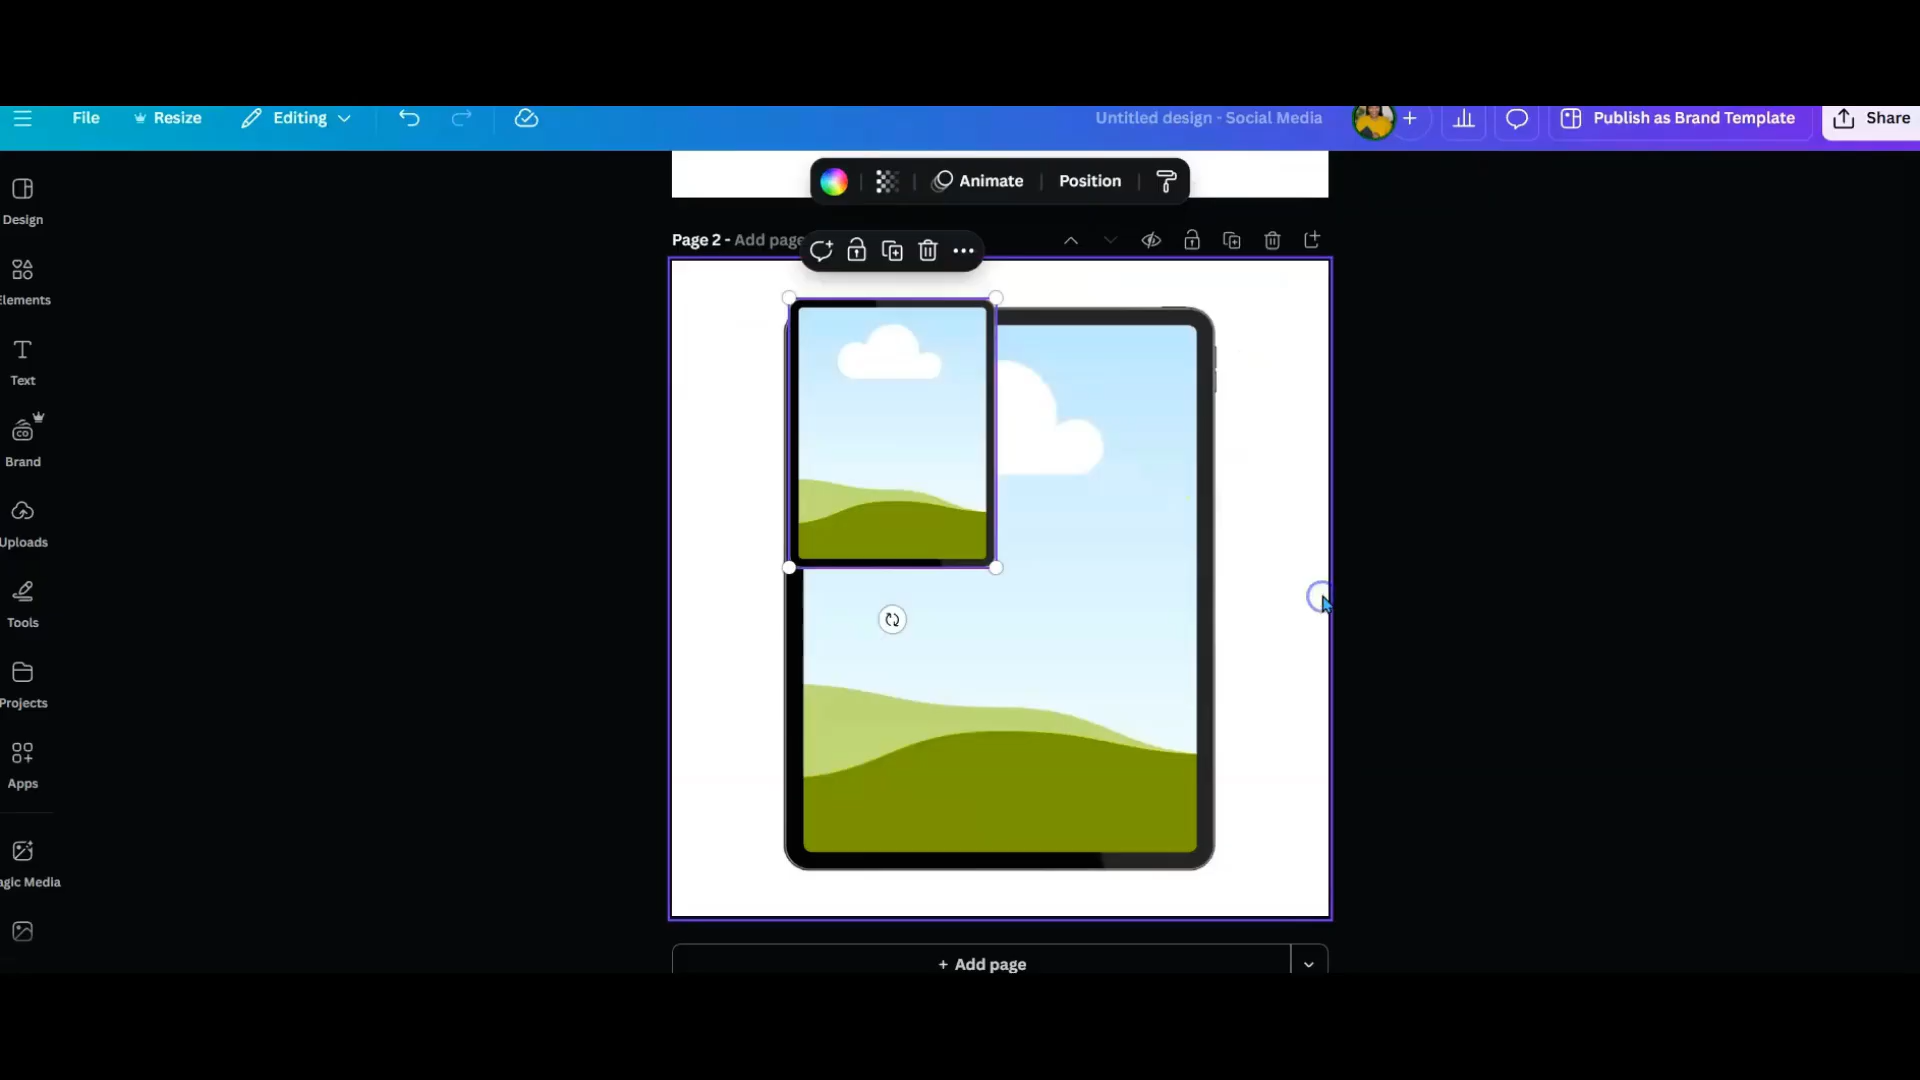 File
Resize
Editing
Untitled design - Social Media
Publish as Brand Template
Share
Design
Elements
Text
Brand
Uploads
Tools
Projects
Apps
agic Media
Animate
Position
Page 2 - Add page
+ Add page